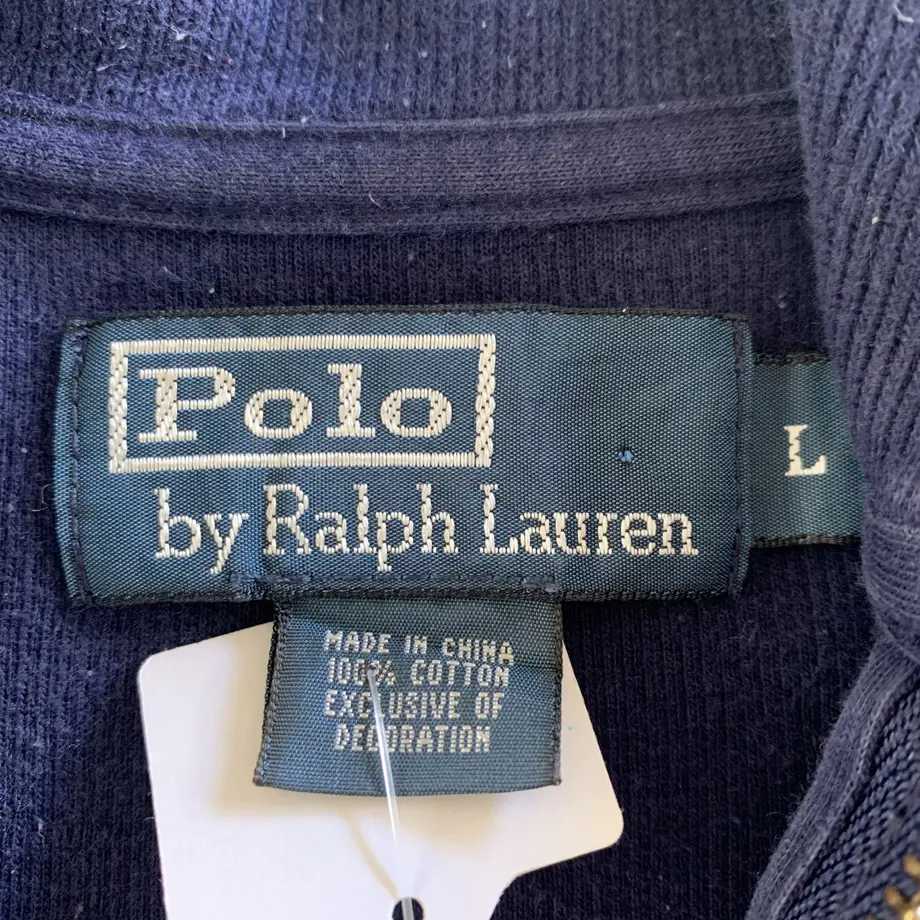 Polo
by Ralph Lauren
L
MADE IN CHINA
100% COTTON
EXCLUSIVE OF
DECORATION